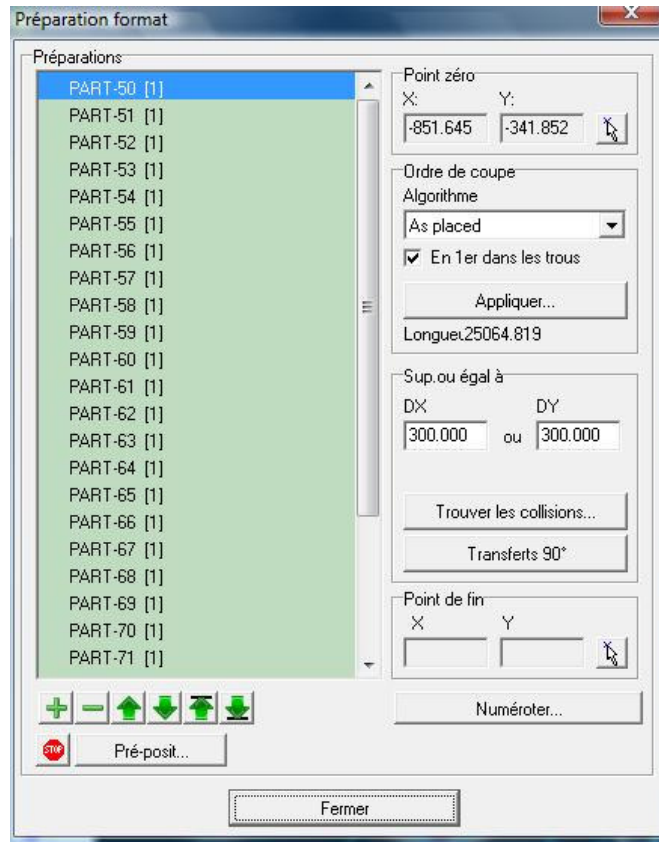 Préparation format
Préparations
PART-50 [1]
PART-51 [1]
PART-52 [1]
PART-53 [1]
PART-54 [1]
PART-55 [1]
PART-56 [1]
PART-57 [1]
PART-58 [1]
PART-59 [1]
PART-60 [1]
PART-61 [1]
PART-62 [1]
PART-63 [1]
PART-64 [1]
PART-65 [1]
PART-66 [1]
PART-67 [1]
PART-68 [1]
PART-69 [1]
PART-70 [1]
PART-71 [1]
STOP
Pré-posit...
Point zéro
X: Y:
-851.645 -341.852
Ordre de coupe
Algorithme
As placed
En 1er dans les trous
Appliquer...
Longueu25064.819
Sup.ou égal à
DX DY
300.000 ou 300.000
Trouver les collisions...
Transferts 90°
Point de fin
X Y
Numéroter...
Fermer